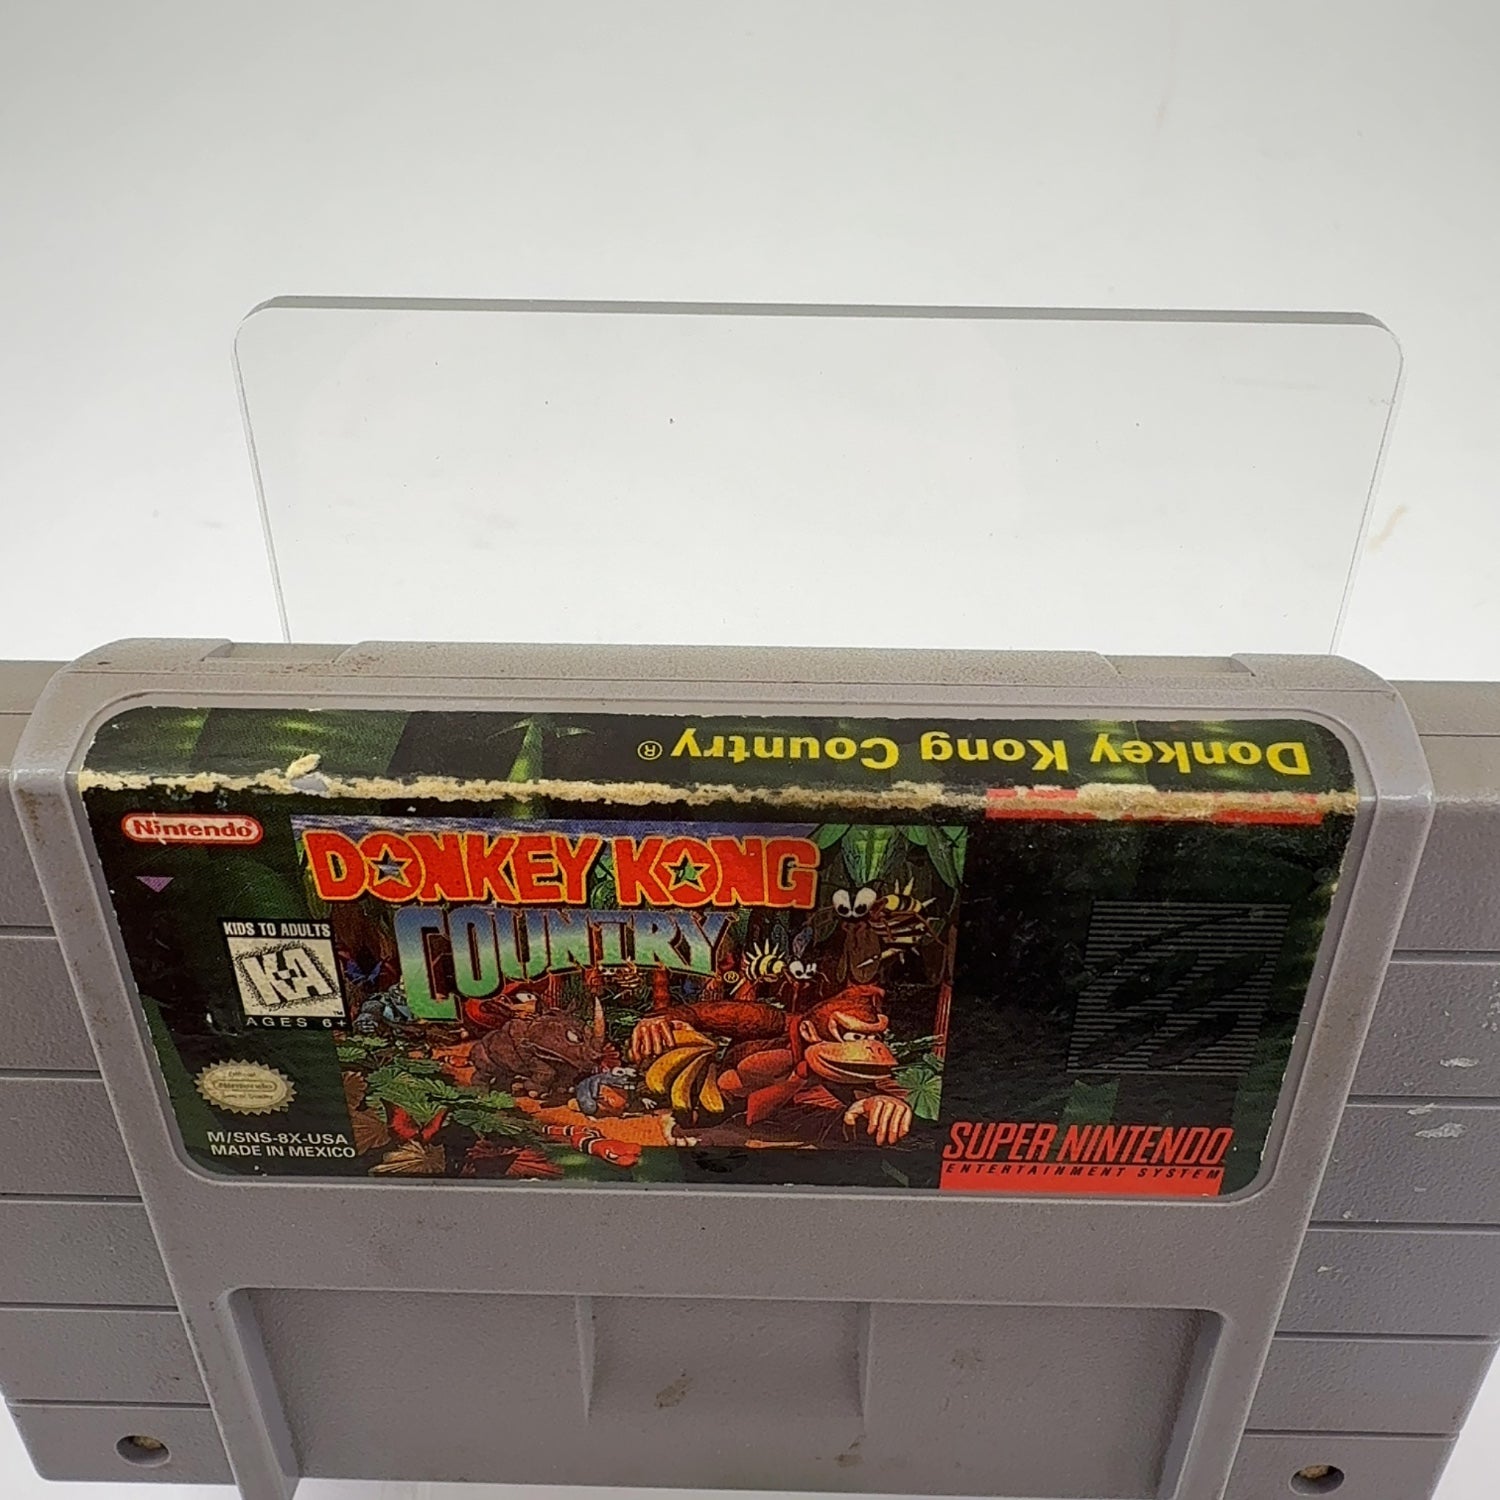 Donkey Kong Country®
Nintendo®
DONKEY KONG
COUNTRY®
KIDS TO ADULTS
K-A
AGES 6+
Nintendo
M/SNS-8X-USA
MADE IN MEXICO
SUPER NINTENDO
ENTERTAINMENT SYSTEM